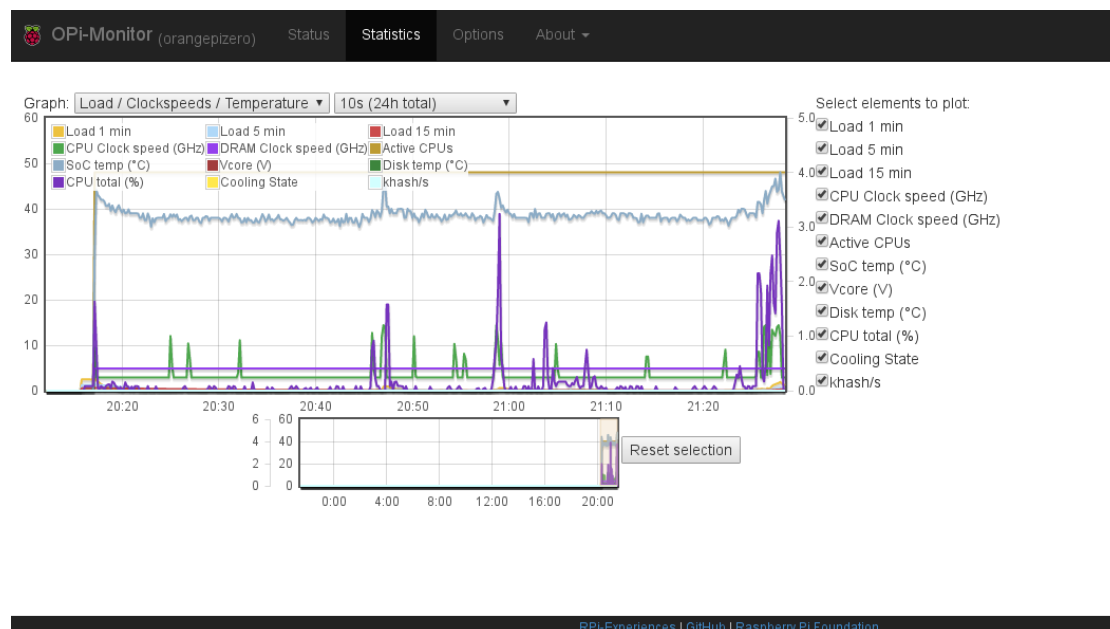 OPi-Monitor (orangepizero) Status Statistics Options About
Graph: Load / Clockspeeds / Temperature 10s (24h total)
Select elements to plot:
Load 1 min
Load 5 min
Load 15 min
CPU Clock speed (GHz)
DRAM Clock speed (GHz)
Active CPUs
SoC temp (°C)
Vcore (V)
Disk temp (°C)
CPU total (%)
Cooling State
khash/s
60
50
40
30
20
10
0
Load 1 min Load 5 min Load 15 min
CPU Clock speed (GHz) DRAM Clock speed (GHz) Active CPUs
SoC temp (°C) Vcore (V) Disk temp (°C)
CPU total (%) Cooling State khash/s
5.0
4.0
3.0
2.0
1.0
0.0
20:20 20:30 20:40 20:50 21:00 21:10 21:20
6 60
4 40
2 20
0 0
0:00 4:00 8:00 12:00 16:00 20:00
Reset selection
RPi-Experiences | GitHub | Raspberry Pi Foundation